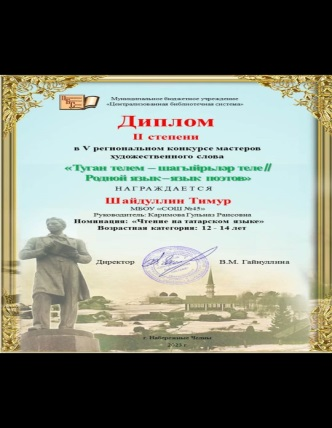 Муниципальное бюджетное учреждение
«Централизованная библиотечная система»
Диплом
II степени
в V региональном конкурсе мастеров
художественного слова
«Туган телем – шагыйрьләр теле//
Родной язык–язык поэтов»
НАГРАЖДАЕТСЯ
Шайдуллин Тимур
МБОУ «СОШ №45»
Руководитель: Каримова Гульназ Раисовна
Номинация: «Чтение на татарском языке»
Возрастная категория: 12 - 14 лет
Директор В.М. Гайнуллина
г. Набережные Челны